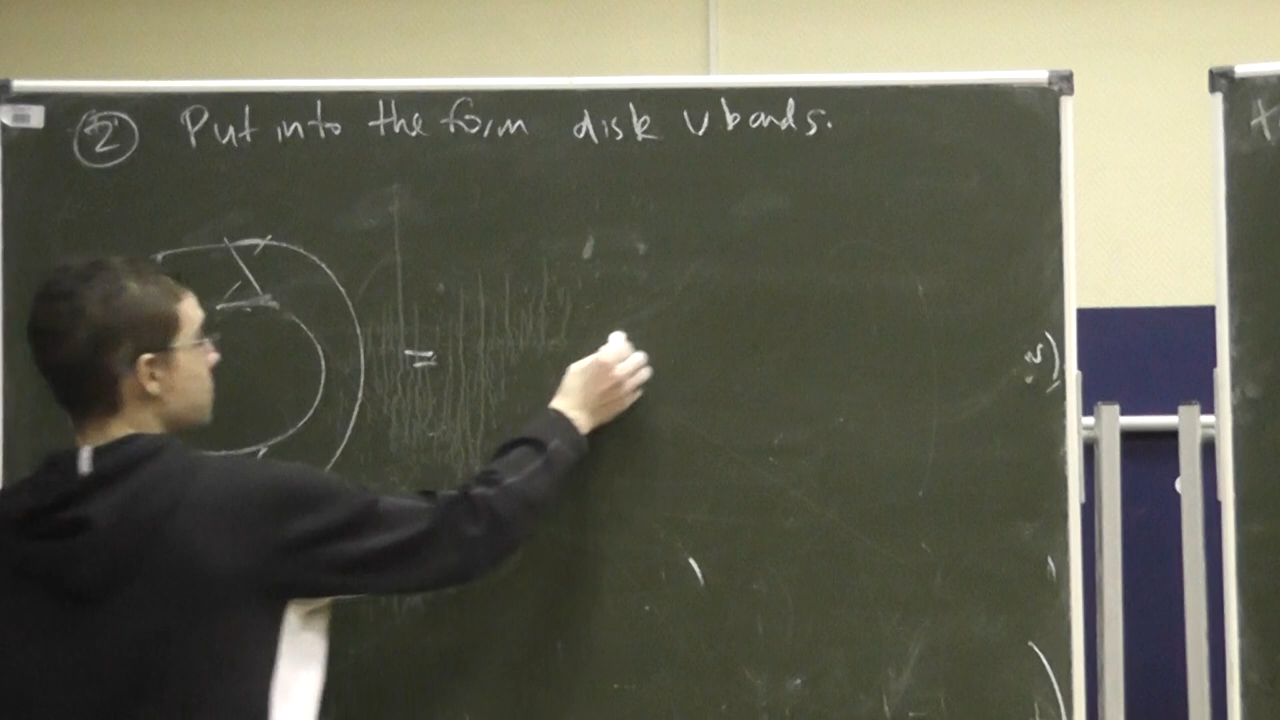 ② Put into the form disk ∪ bands.
=